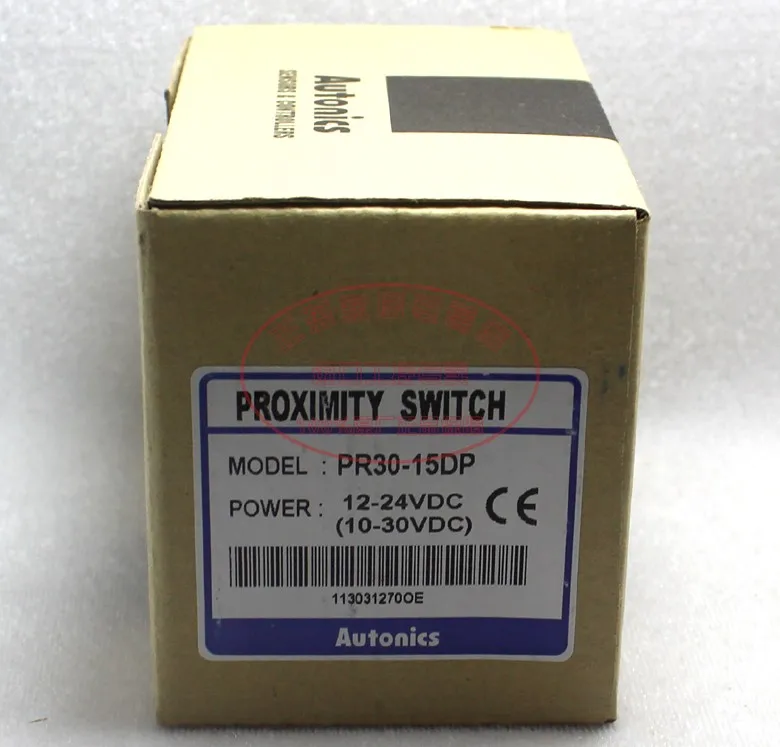 Autonics
SENSORS & CONTROLLERS
PROXIMITY SWITCH
MODEL : PR30-15DP
POWER : 12-24VDC
(10-30VDC)
CE
113031270OE
Autonics